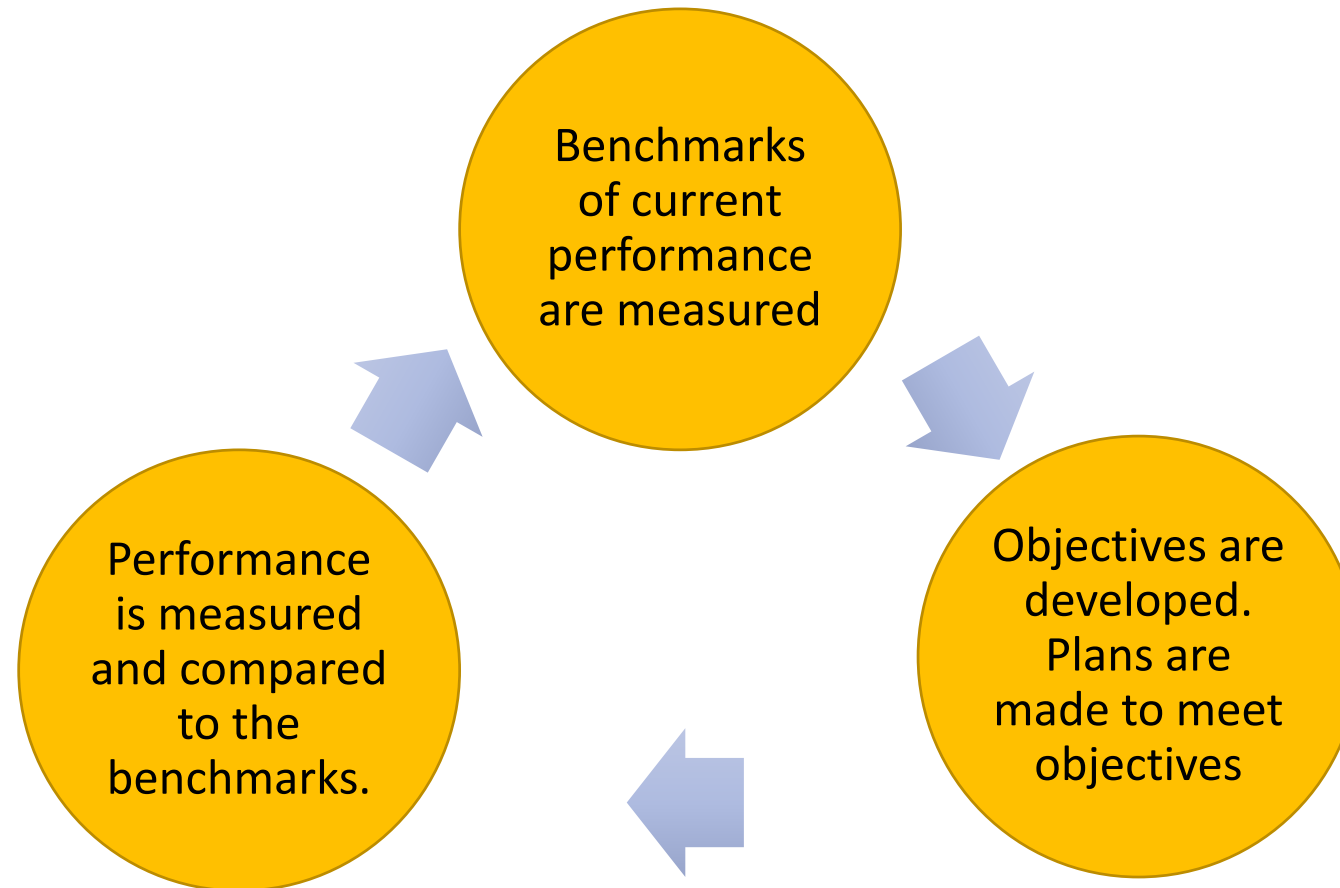 Benchmarks
of current
performance
are measured
Objectives are
developed.
Plans are
made to meet
objectives
Performance
is measured
and compared
to the
benchmarks.